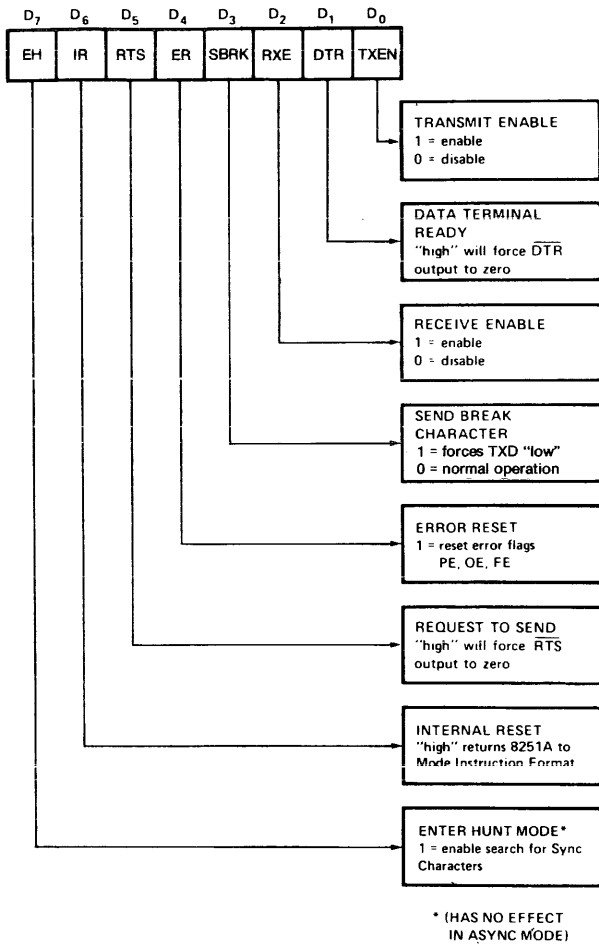 D7 D6 D5 D4 D3 D2 D1 D0
EH IR RTS ER SBRK RXE DTR TXEN
TRANSMIT ENABLE
1 = enable
0 = disable
DATA TERMINAL
READY
"high" will force DTR
output to zero
RECEIVE ENABLE
1 = enable
0 = disable
SEND BREAK
CHARACTER
1 = forces TXD "low"
0 = normal operation
ERROR RESET
1 = reset error flags
PE, OE, FE
REQUEST TO SEND
"high" will force RTS
output to zero
INTERNAL RESET
"high" returns 8251A to
Mode Instruction Format
ENTER HUNT MODE*
1 = enable search for Sync
Characters
* (HAS NO EFFECT
IN ASYNC MODE)